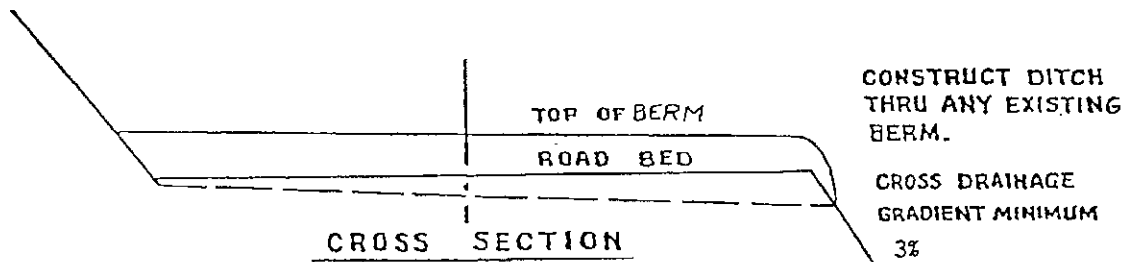 TOP OF BERM
ROAD BED
CROSS SECTION
CONSTRUCT DITCH
THRU ANY EXISTING
BERM.
CROSS DRAINAGE
GRADIENT MINIMUM
3%